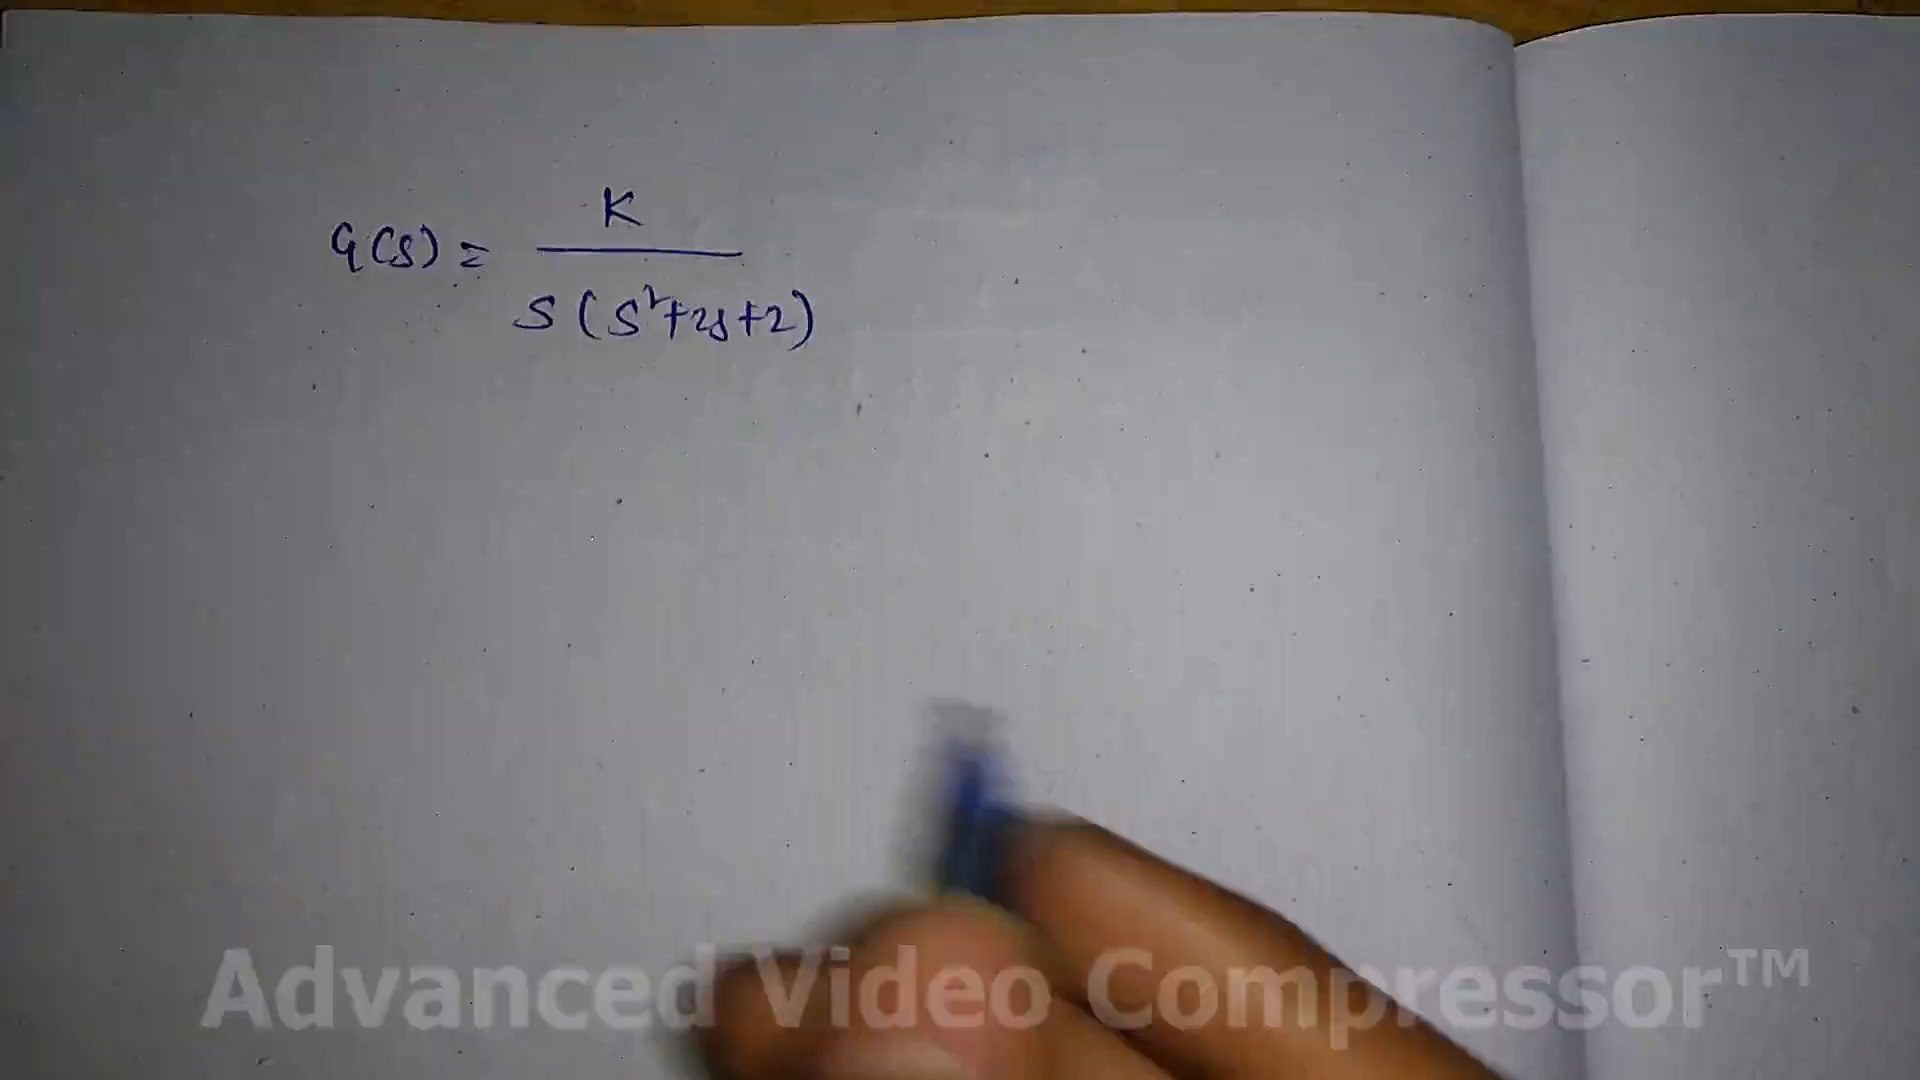 K
G(s) = ―――
S (S²+2s+2)
Advanced Video Compressor™